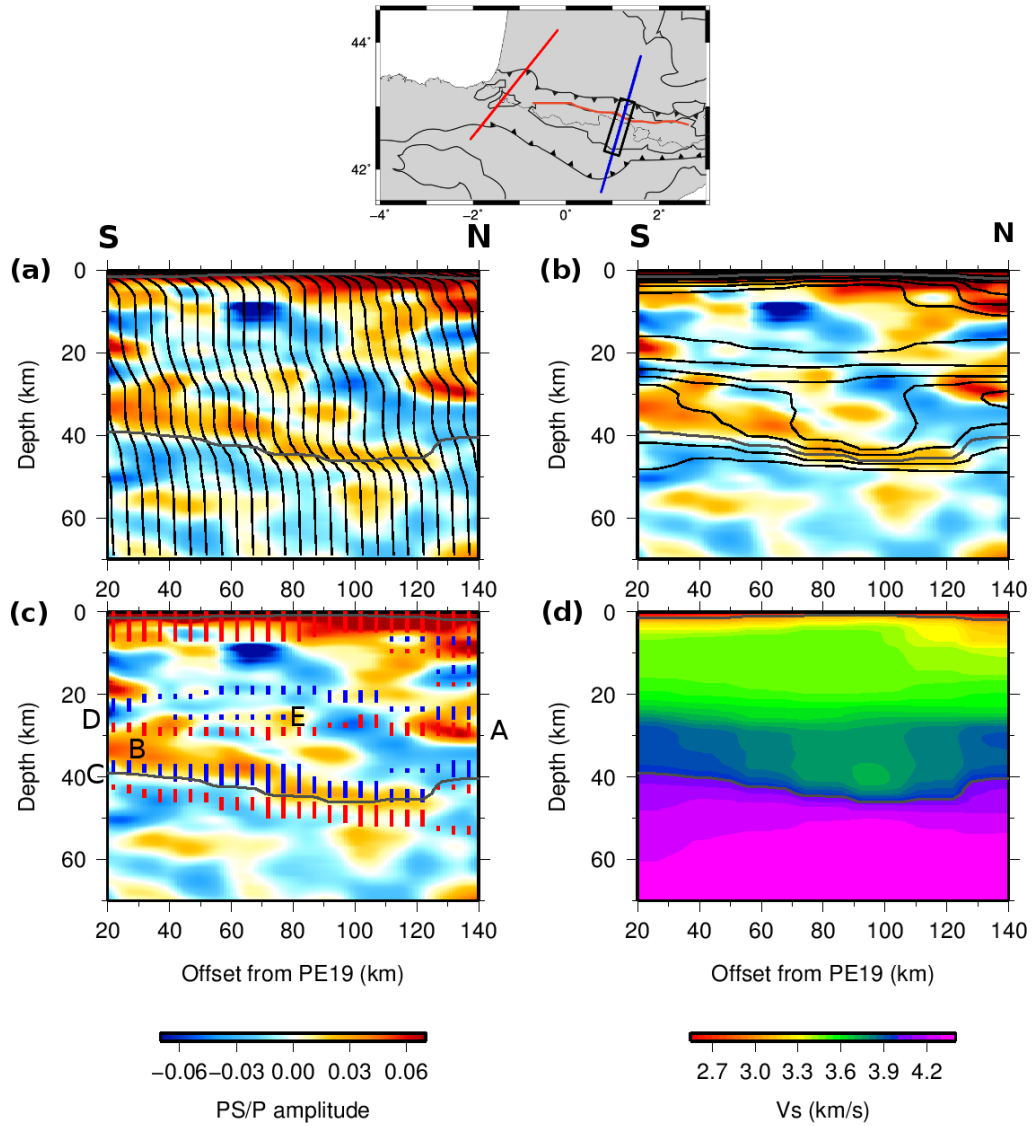 44°
42°
−4° −2° 0° 2°
S N S N
(a) (b)
0 0
20 20
40 40
60 60
Depth (km) Depth (km)
20 40 60 80 100 120 140 20 40 60 80 100 120 140
(c) (d)
0 0
20 20
D E A
B
C
40 40
60 60
Depth (km) Depth (km)
20 40 60 80 100 120 140 20 40 60 80 100 120 140
Offset from PE19 (km) Offset from PE19 (km)
−0.06 −0.03 0.00 0.03 0.06 2.7 3.0 3.3 3.6 3.9 4.2
PS/P amplitude Vs (km/s)